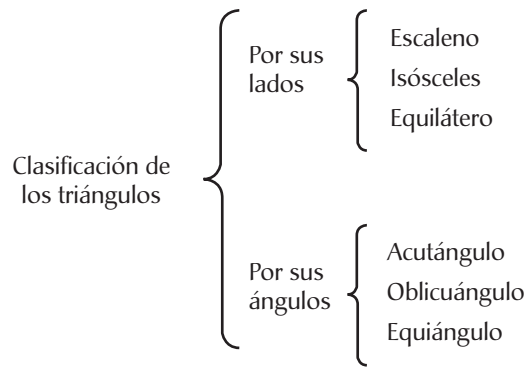 Clasificación de
los triángulos
Por sus
lados
Escaleno
Isósceles
Equilátero
Por sus
ángulos
Acutángulo
Oblicuángulo
Equiángulo